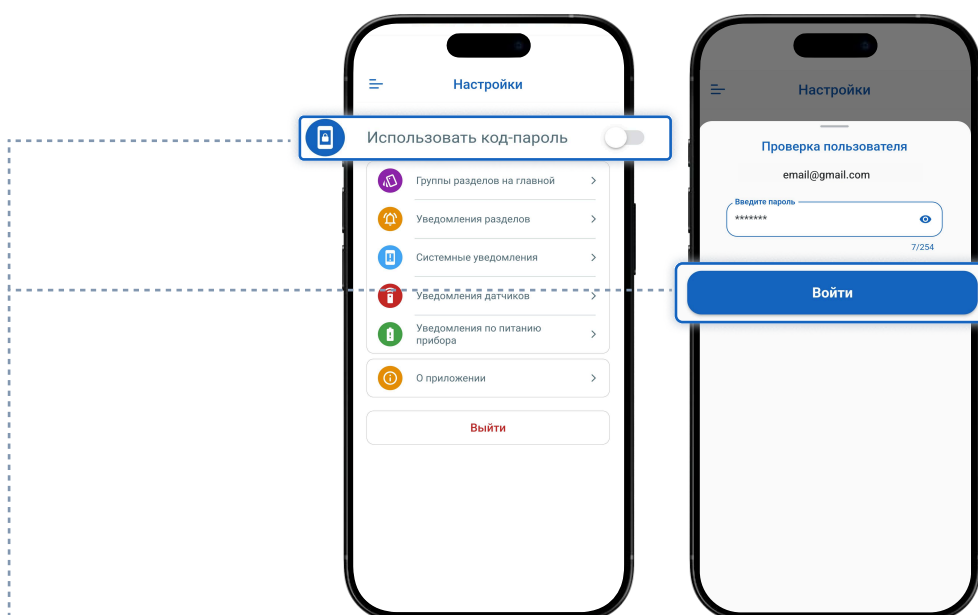 Настройки
Использовать код-пароль
Группы разделов на главной
Уведомления разделов
Системные уведомления
Уведомления датчиков
Уведомления по питанию
прибора
О приложении
Выйти
Настройки
Проверка пользователя
email@gmail.com
Введите пароль
*******
7/254
Войти